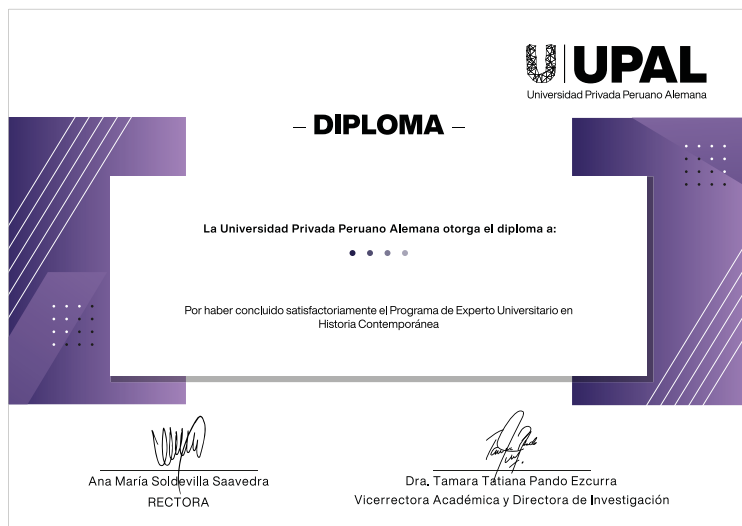 UPAL
Universidad Privada Peruano Alemana
– DIPLOMA –
La Universidad Privada Peruano Alemana otorga el diploma a:
Por haber concluido satisfactoriamente el Programa de Experto Universitario en
Historia Contemporánea
Ana María Soldevilla Saavedra
RECTORA
Dra. Tamara Tatiana Pando Ezcurra
Vicerrectora Académica y Directora de Investigación